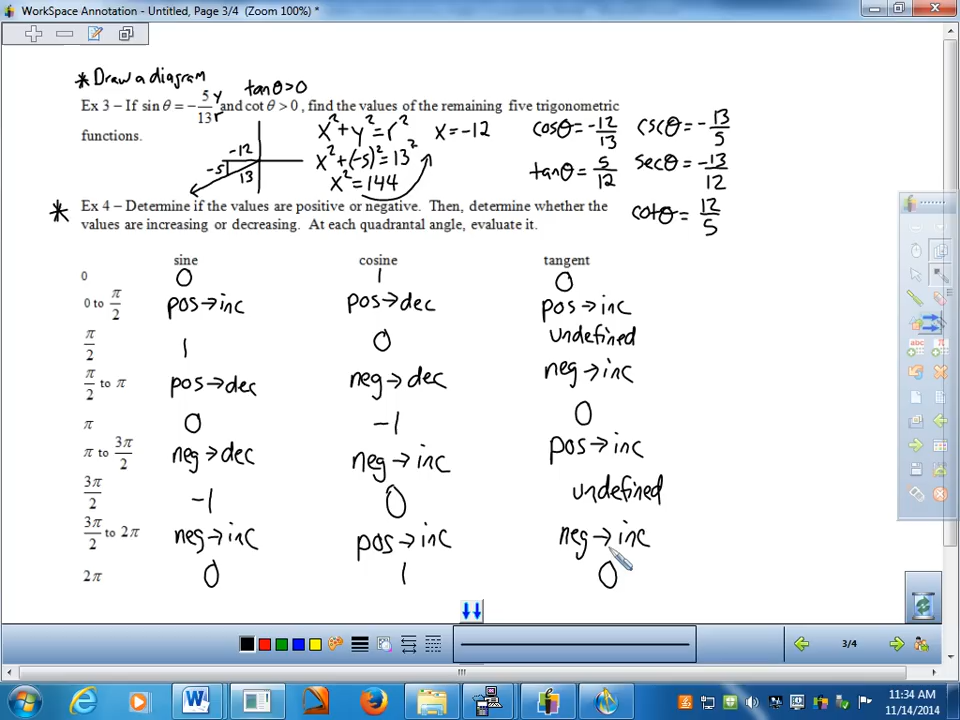 WorkSpace Annotation - Untitled, Page 3/4 (Zoom 100%) *
*Draw a diagram
tanθ>0
Ex 3 – If sin θ = −5/13 y/r and cot θ > 0 , find the values of the remaining five trigonometric
functions.
-12
-5
13
x²+y²=r²
x²+(-5)²=13²
x²=144
x=-12
cosθ=-12/13
tanθ=5/12
cscθ=-13/5
secθ=-13/12
cotθ=12/5
* Ex 4 – Determine if the values are positive or negative. Then, determine whether the
values are increasing or decreasing. At each quadrantal angle, evaluate it.
sine cosine tangent
0 0 1 0
0 to π/2 pos→inc pos→dec pos→inc
π/2 1 0 undefined
π/2 to π pos→dec neg→dec neg→inc
π 0 -1 0
π to 3π/2 neg→dec neg→inc pos→inc
3π/2 -1 0 undefined
3π/2 to 2π neg→inc pos→inc neg→inc
2π 0 1 0
3/4
11:34 AM
11/14/2014